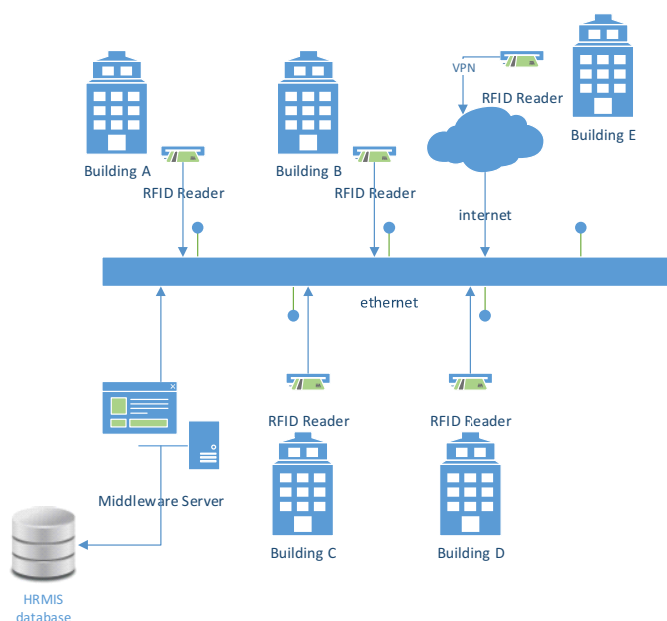 VPN
RFID Reader
Building E
Building A
Building B
RFID Reader
RFID Reader
internet
ethernet
RFID Reader
RFID Reader
Middleware Server
Building C
Building D
HRMIS
database